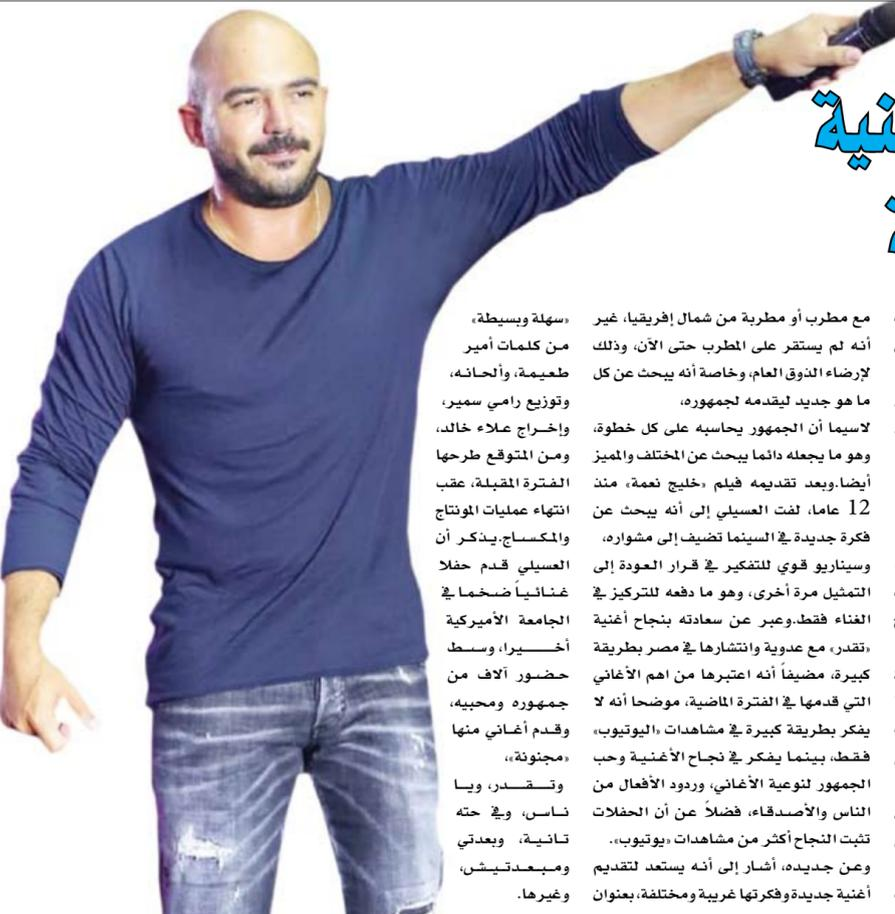 نية
مع مطرب أو مطربة من شمال إفريقيا، غير
أنه لم يستقر على المطرب حتى الآن، وذلك
لإرضاء الذوق العام، وخاصة أنه يبحث عن كل
ما هو جديد ليقدمه لجمهوره،
لاسيما أن الجمهور يحاسبه على كل خطوة،
وهو ما يجعله دائما يبحث عن المختلف والمميز
أيضا.وبعد تقديمه فيلم «خليج نعمة» منذ
12 عاما، لفت العسيلي إلى أنه يبحث عن
فكرة جديدة في السينما تضيف إلى مشواره،
وسيناريو قوي للتفكير في قرار العودة إلى
التمثيل مرة أخرى، وهو ما دفعه للتركيز في
الغناء فقط.وعبر عن سعادته بنجاح أغنية
«تقدر» مع عدوية وانتشارها في مصر بطريقة
كبيرة، مضيفاً أنه اعتبرها من اهم الأغاني
التي قدمها في الفترة الماضية، موضحا أنه لا
يفكر بطريقة كبيرة في مشاهدات «اليوتيوب»
فقط، بينما يفكر في نجاح الأغنية وحب
الجمهور لنوعية الأغاني، وردود الأفعال من
الناس والأصدقاء، فضلاً عن أن الحفلات
تثبت النجاح أكثر من مشاهدات «يوتيوب».
وعن جديده، أشار إلى أنه يستعد لتقديم
أغنية جديدة وفكرتها غريبة ومختلفة، بعنوان
«سهلة وبسيطة»
من كلمات أمير
طعيمة، وألحانه،
وتوزيع رامي سمير،
وإخراج علاء خالد،
ومن المتوقع طرحها
الفترة المقبلة، عقب
انتهاء عمليات المونتاج
والمكساج.يذكر أن
العسيلي قدم حفلا
غنائياً ضخما في
الجامعة الأميركية
أخيرا، وسط
حضور آلاف من
جمهوره ومحبيه،
وقدم أغاني منها
«مجنونة»،
وتقدر، ويا
ناس، وفي حته
تانية، وبعدتي
ومبعدتيش،
وغيرها.